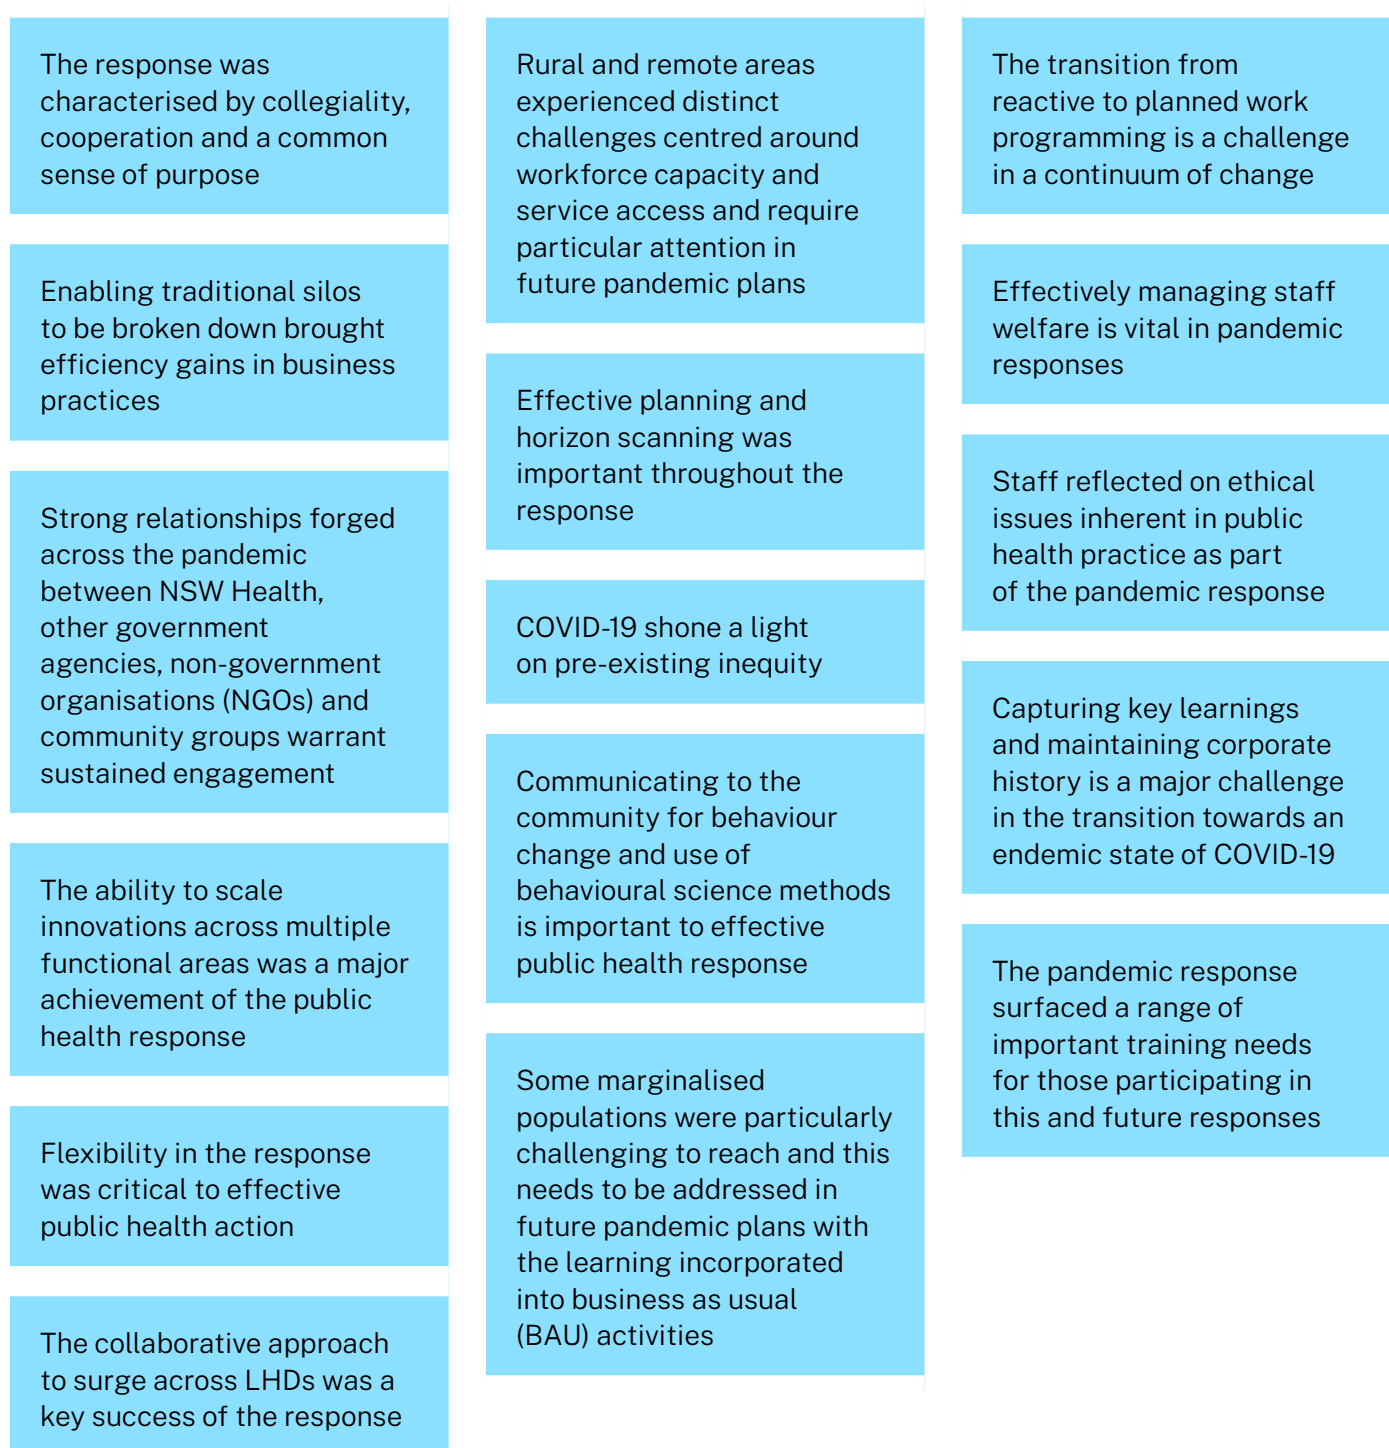 The response was
characterised by collegiality,
cooperation and a common
sense of purpose
Enabling traditional silos
to be broken down brought
efficiency gains in business
practices
Strong relationships forged
across the pandemic
between NSW Health,
other government
agencies, non-government
organisations (NGOs) and
community groups warrant
sustained engagement
The ability to scale
innovations across multiple
functional areas was a major
achievement of the public
health response
Flexibility in the response
was critical to effective
public health action
The collaborative approach
to surge across LHDs was a
key success of the response
Rural and remote areas
experienced distinct
challenges centred around
workforce capacity and
service access and require
particular attention in
future pandemic plans
Effective planning and
horizon scanning was
important throughout the
response
COVID-19 shone a light
on pre-existing inequity
Communicating to the
community for behaviour
change and use of
behavioural science methods
is important to effective
public health response
Some marginalised
populations were particularly
challenging to reach and this
needs to be addressed in
future pandemic plans with
the learning incorporated
into business as usual
(BAU) activities
The transition from
reactive to planned work
programming is a challenge
in a continuum of change
Effectively managing staff
welfare is vital in pandemic
responses
Staff reflected on ethical
issues inherent in public
health practice as part
of the pandemic response
Capturing key learnings
and maintaining corporate
history is a major challenge
in the transition towards an
endemic state of COVID-19
The pandemic response
surfaced a range of
important training needs
for those participating in
this and future responses